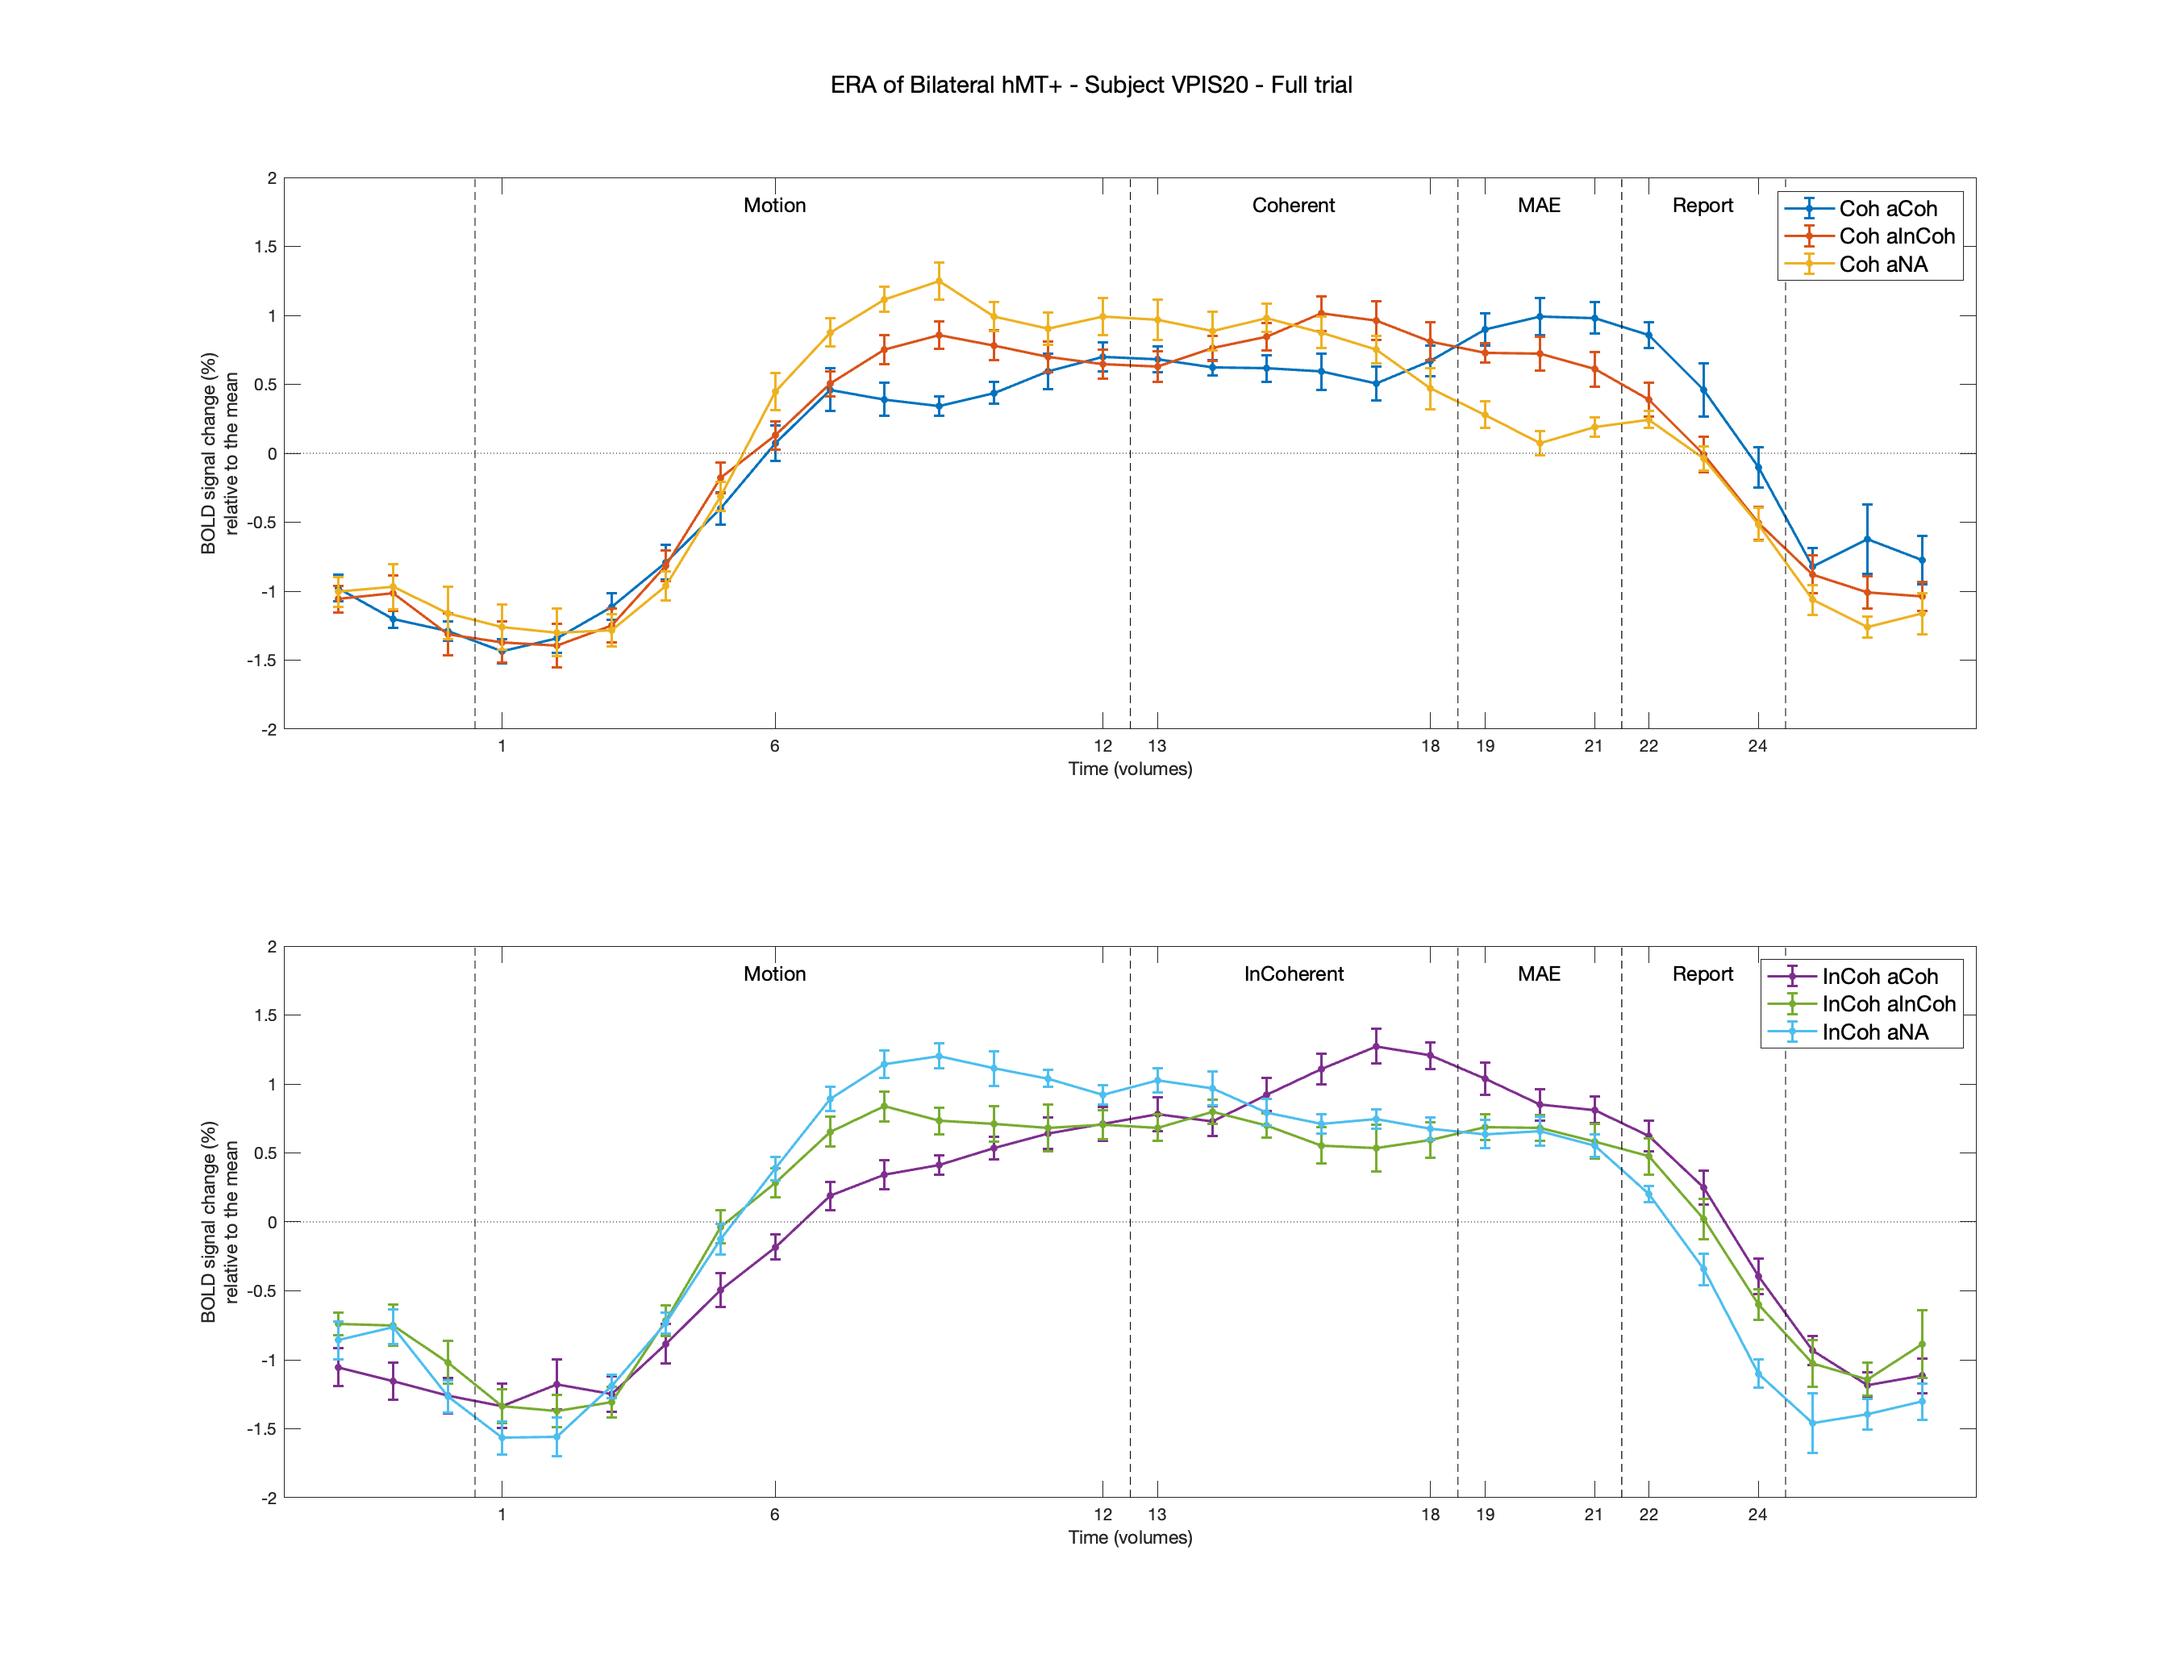 ERA of Bilateral hMT+ - Subject VPIS20 - Full trial
Motion
Coherent
MAE
Report
Coh aCoh
Coh aInCoh
Coh aNA
2
1.5
1
0.5
0
-0.5
-1
-1.5
-2
BOLD signal change (%)
relative to the mean
1 6 12 13 18 19 21 22 24
Time (volumes)
Motion
InCoherent
MAE
Report
InCoh aCoh
InCoh aInCoh
InCoh aNA
2
1.5
1
0.5
0
-0.5
-1
-1.5
-2
BOLD signal change (%)
relative to the mean
1 6 12 13 18 19 21 22 24
Time (volumes)